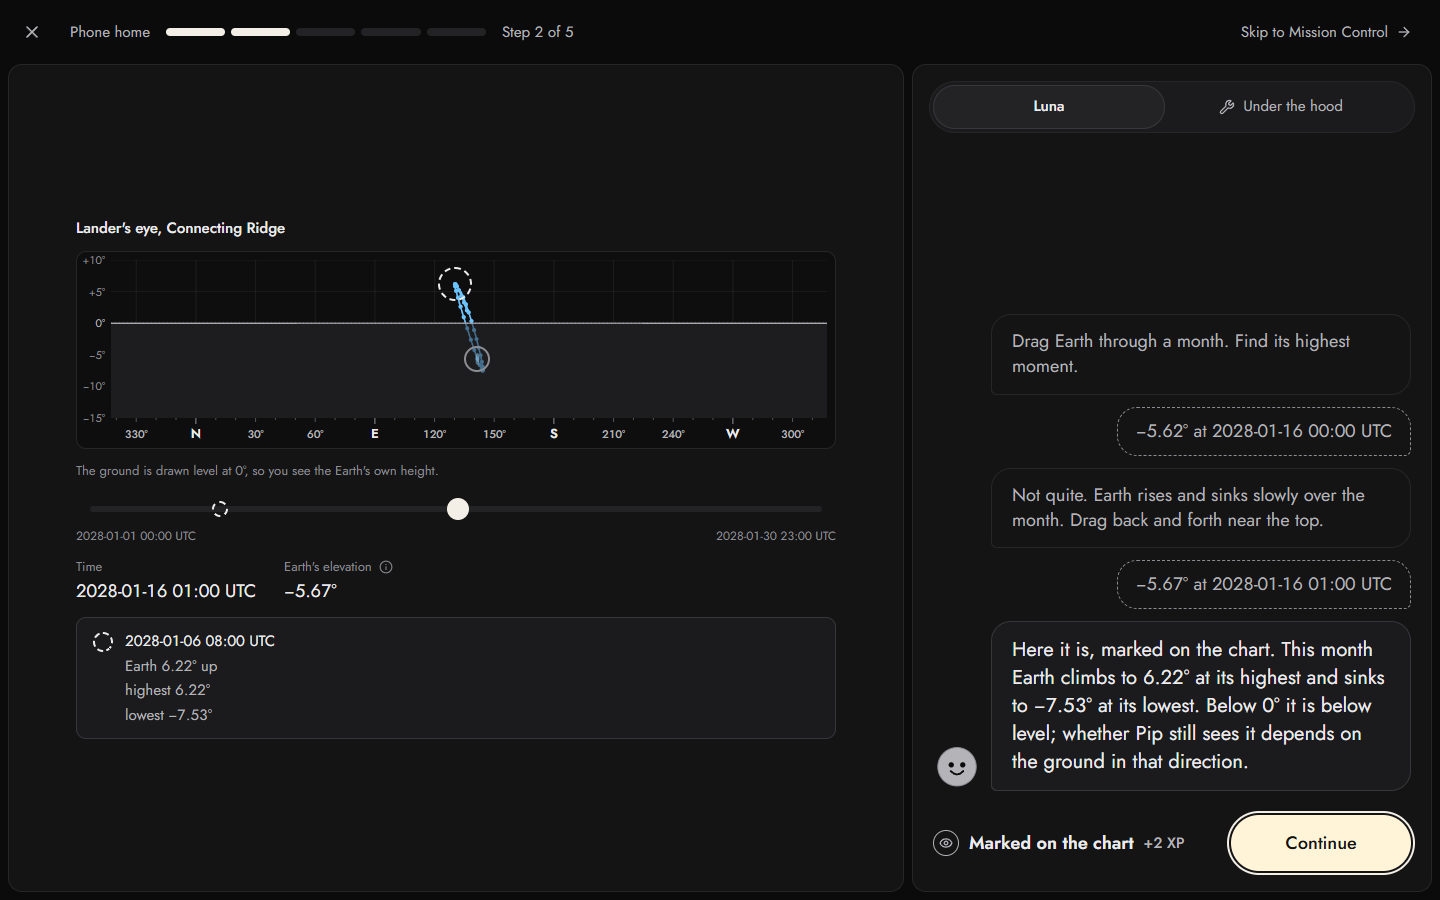 Phone home
Step 2 of 5
Skip to Mission Control
Lander's eye, Connecting Ridge
+10°
+5°
0°
−5°
−10°
−15°
330°
N
30°
60°
E
120°
150°
S
210°
240°
W
300°
The ground is drawn level at 0°, so you see the Earth's own height.
2028-01-01 00:00 UTC
2028-01-30 23:00 UTC
Time
Earth's elevation
2028-01-16 01:00 UTC
−5.67°
2028-01-06 08:00 UTC
Earth 6.22° up
highest 6.22°
lowest −7.53°
Luna
Under the hood
Drag Earth through a month. Find its highest
moment.
−5.62° at 2028-01-16 00:00 UTC
Not quite. Earth rises and sinks slowly over the
month. Drag back and forth near the top.
−5.67° at 2028-01-16 01:00 UTC
Here it is, marked on the chart. This month
Earth climbs to 6.22° at its highest and sinks
to −7.53° at its lowest. Below 0° it is below
level; whether Pip still sees it depends on
the ground in that direction.
Marked on the chart +2 XP
Continue